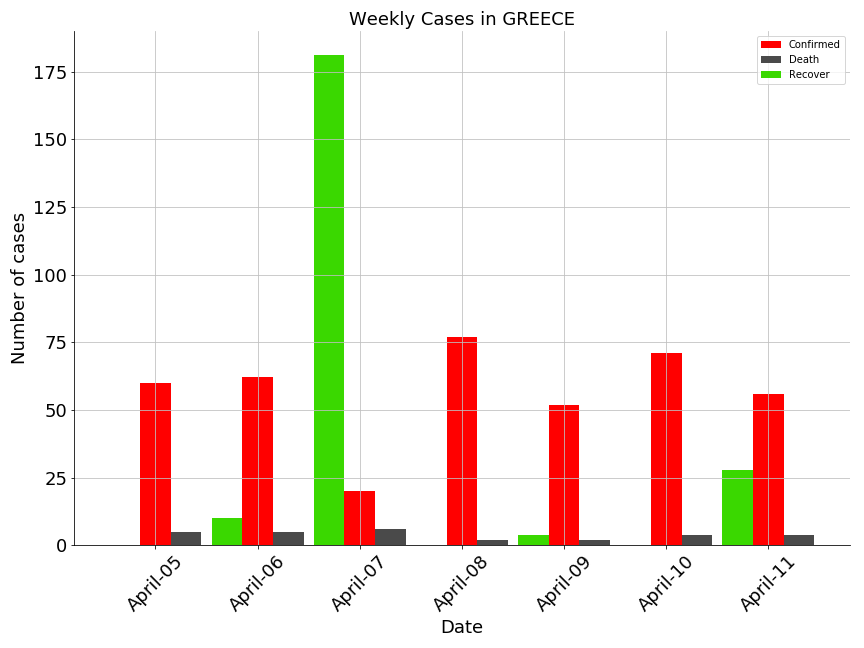 Weekly Cases in GREECE
Confirmed
Death
Recover
Number of cases
175
150
125
100
75
50
25
0
April-05
April-06
April-07
April-08
April-09
April-10
April-11
Date